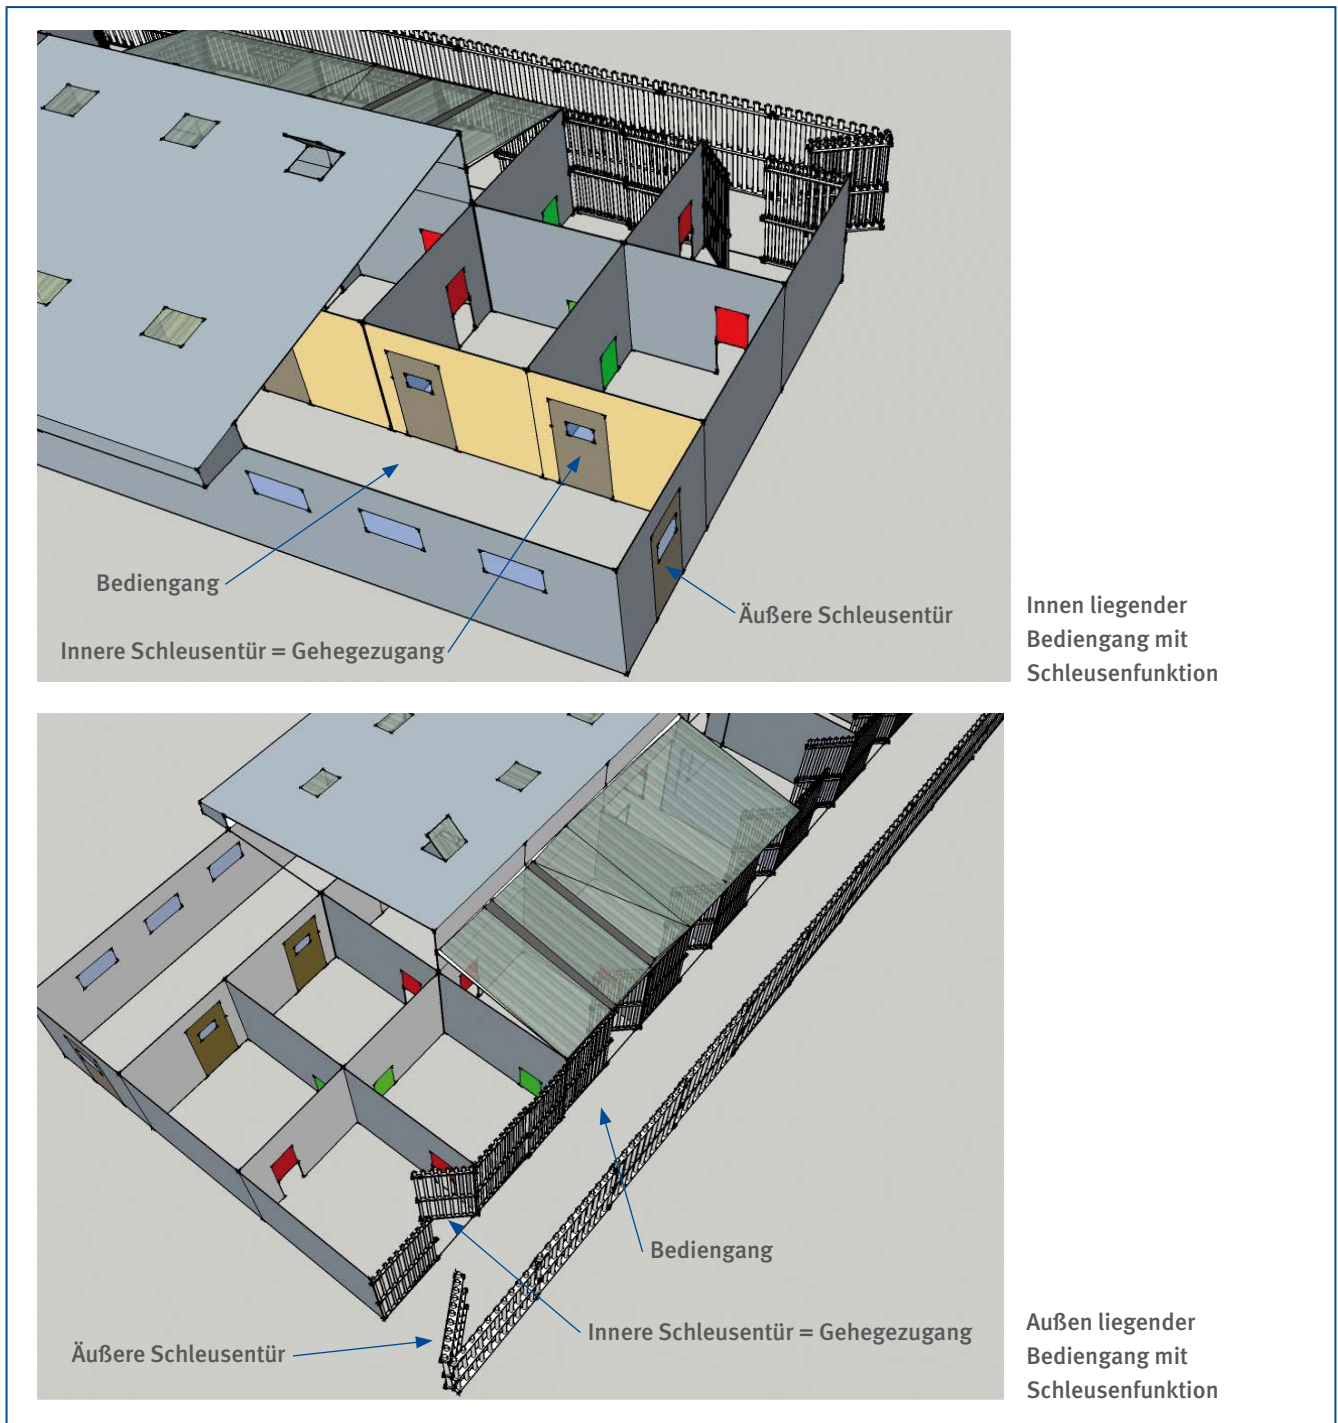 Bediengang
Äußere Schleusentür
Innere Schleusentür = Gehegezugang
Innen liegender
Bediengang mit
Schleusenfunktion
Bediengang
Innere Schleusentür = Gehegezugang
Äußere Schleusentür
Außen liegender
Bediengang mit
Schleusenfunktion